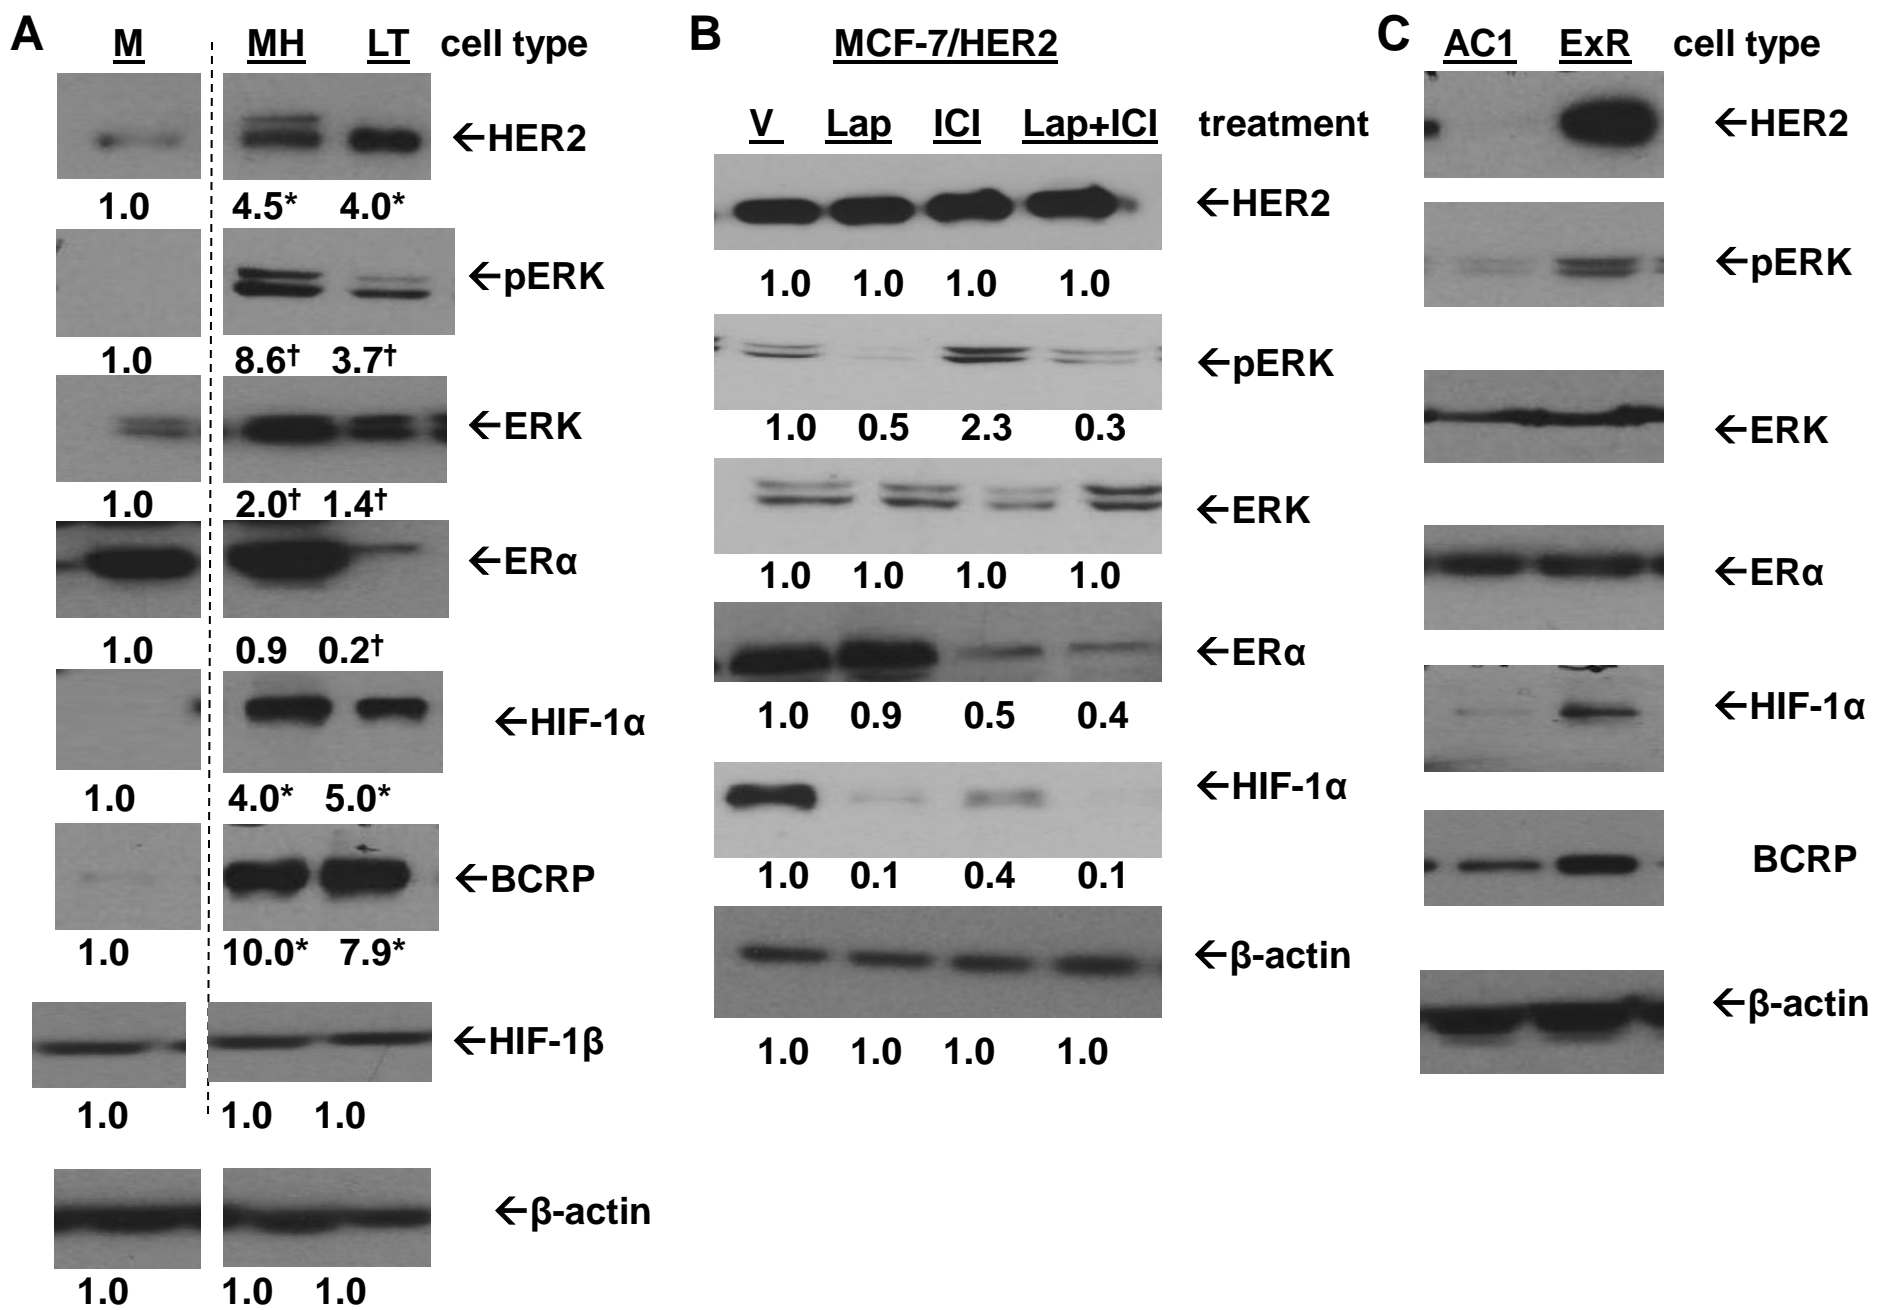 A
M MH LT cell type
←HER2
1.0 4.5* 4.0*
←pERK
1.0 8.6† 3.7†
←ERK
1.0 2.0† 1.4†
←ERα
1.0 0.9 0.2†
←HIF-1α
1.0 4.0* 5.0*
←BCRP
1.0 10.0* 7.9*
←HIF-1β
1.0 1.0 1.0
←β-actin
1.0 1.0 1.0
B
MCF-7/HER2
V Lap ICI Lap+ICI treatment
←HER2
1.0 1.0 1.0 1.0
←pERK
1.0 0.5 2.3 0.3
←ERK
1.0 1.0 1.0 1.0
←ERα
1.0 0.9 0.5 0.4
←HIF-1α
1.0 0.1 0.4 0.1
←β-actin
1.0 1.0 1.0 1.0
C
AC1 ExR cell type
←HER2
←pERK
←ERK
←ERα
←HIF-1α
BCRP
←β-actin